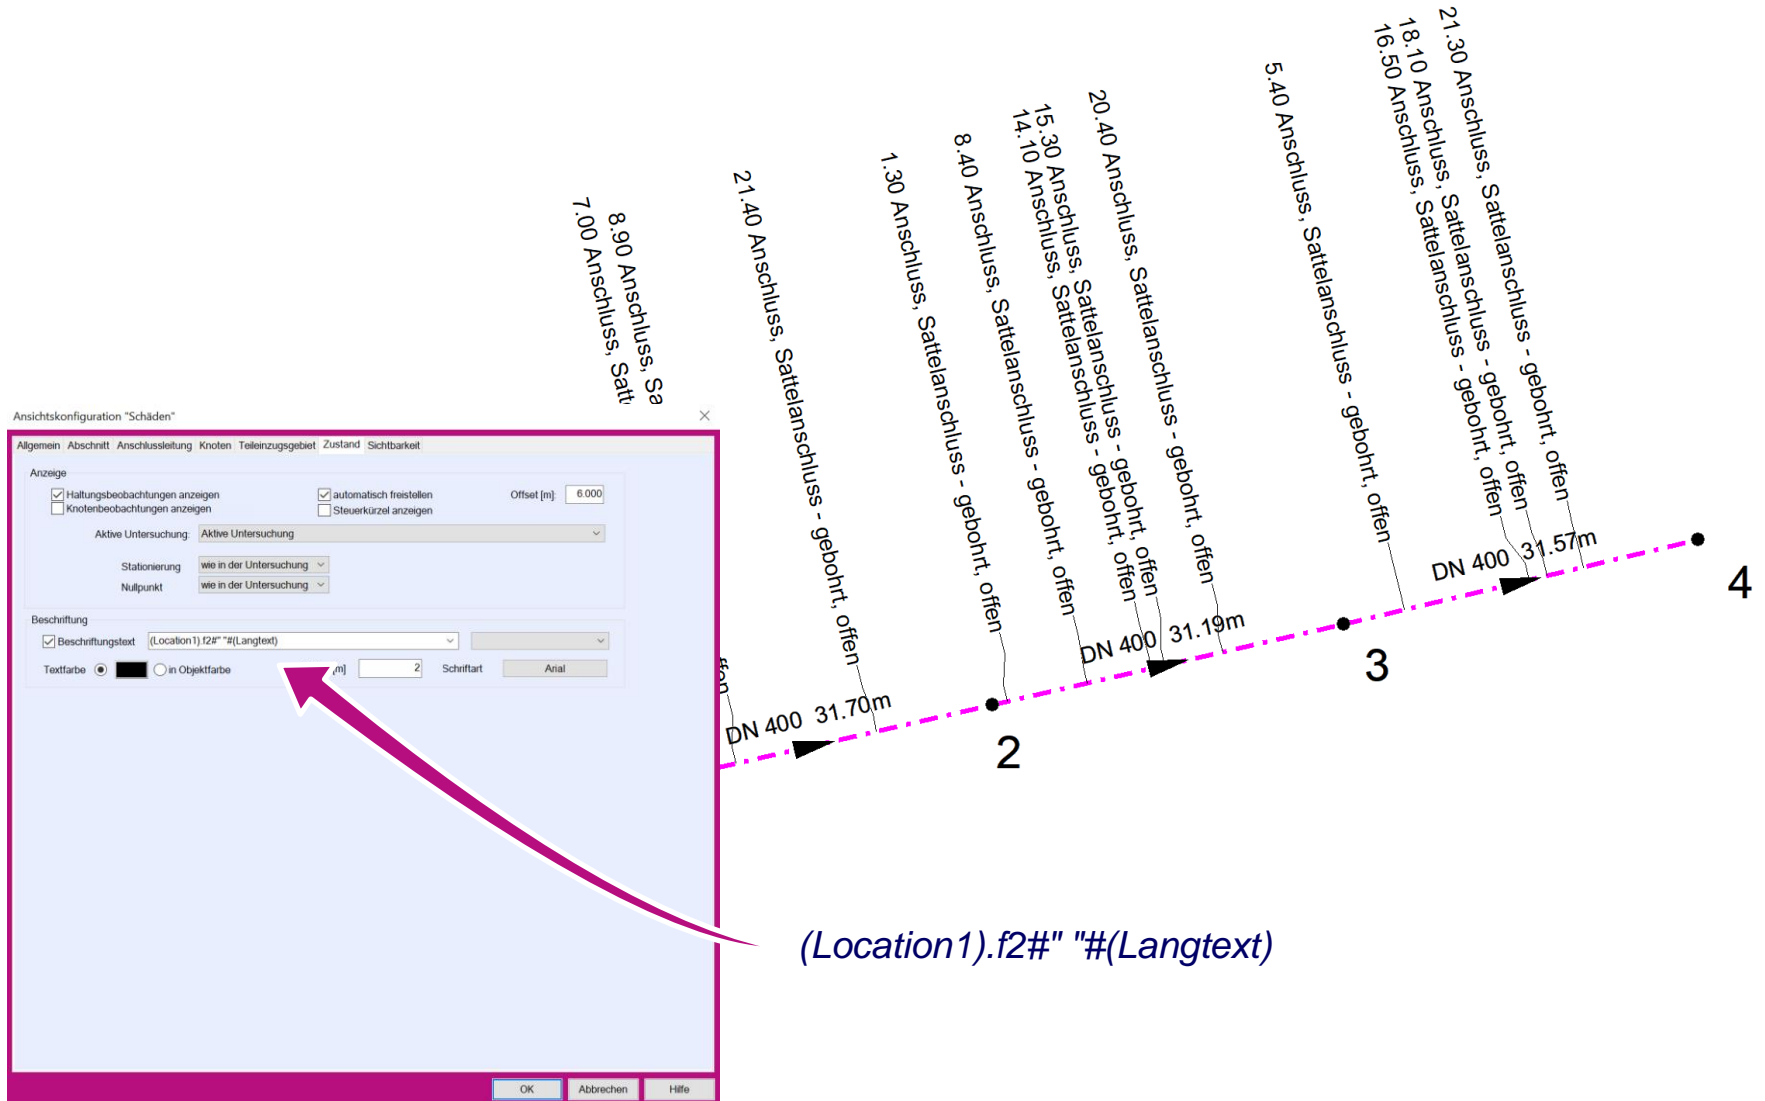 21.30 Anschluss, Sattelanschluss - gebohrt, offen
18.10 Anschluss, Sattelanschluss - gebohrt, offen
16.50 Anschluss, Sattelanschluss - gebohrt, offen
5.40 Anschluss, Sattelanschluss - gebohrt, offen
20.40 Anschluss, Sattelanschluss - gebohrt, offen
15.30 Anschluss, Sattelanschluss - gebohrt, offen
14.10 Anschluss, Sattelanschluss - gebohrt, offen
8.40 Anschluss, Sattelanschluss - gebohrt, offen
1.30 Anschluss, Sattelanschluss - gebohrt, offen
21.40 Anschluss, Sattelanschluss - gebohrt, offen
8.90 Anschluss, Sa
7.00 Anschluss, Satt
Ansichtskonfiguration "Schäden"
Allgemein Abschnitt Anschlussleitung Knoten Teileinzugsgebiet Zustand Sichtbarkeit
Anzeige
Haltungsbeobachtungen anzeigen automatisch freistellen Offset [m]: 6.000
Knotenbeobachtungen anzeigen Steuerkürzel anzeigen
Aktive Untersuchung: Aktive Untersuchung
Stationierung wie in der Untersuchung
Nullpunkt wie in der Untersuchung
Beschriftung
Beschriftungstext (Location1).f2#" "#(Langtext)
Textfarbe in Objektfarbe [m] 2 Schriftart Arial
OK Abbrechen Hilfe
ffen
DN 400 31.70m
2
DN 400 31.19m
3
DN 400 31.57m
4
(Location1).f2#" "#(Langtext)